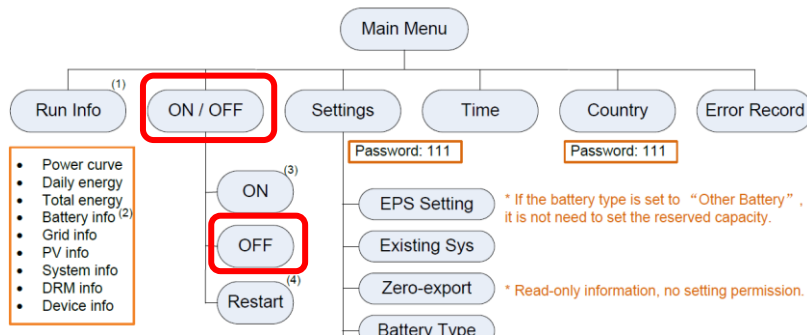 Main Menu
(1)
Run Info
ON / OFF
Settings
Time
Country
Error Record
Password: 111
Password: 111
• Power curve
• Daily energy
• Total energy
• Battery info (2)
• Grid info
• PV info
• System info
• DRM info
• Device info
(3)
ON
OFF
(4)
Restart
EPS Setting
* If the battery type is set to “Other Battery”,
it is not need to set the reserved capacity.
Existing Sys
Zero-export
* Read-only information, no setting permission.
Battery Type